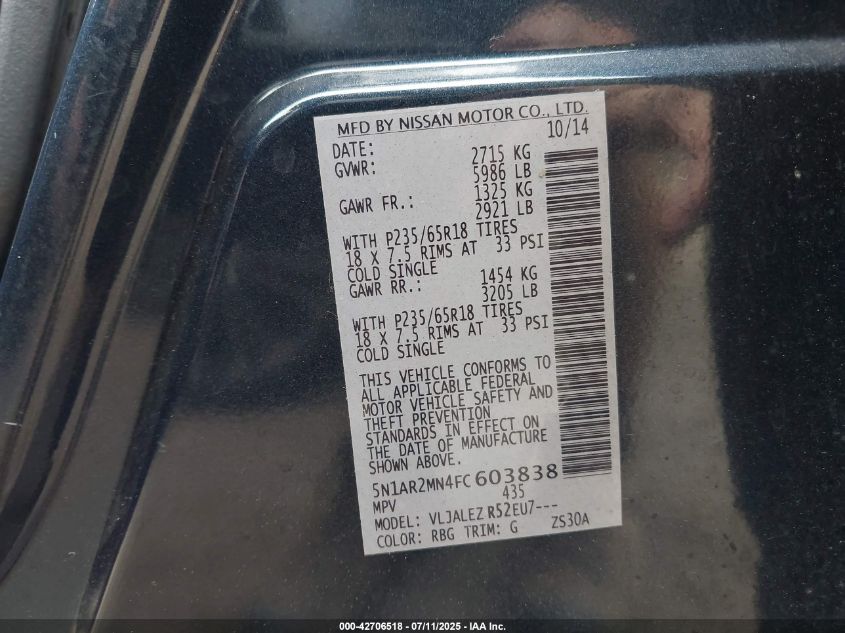 MFD BY NISSAN MOTOR CO., LTD.
DATE: 10/14
GVWR: 2715 KG
5986 LB
GAWR FR.: 1325 KG
2921 LB
WITH P235/65R18 TIRES
18 X 7.5 RIMS AT 33 PSI
COLD SINGLE
GAWR RR.: 1454 KG
3205 LB
WITH P235/65R18 TIRES
18 X 7.5 RIMS AT 33 PSI
COLD SINGLE
THIS VEHICLE CONFORMS TO
ALL APPLICABLE FEDERAL
MOTOR VEHICLE SAFETY AND
THEFT PREVENTION
STANDARDS IN EFFECT ON
THE DATE OF MANUFACTURE
SHOWN ABOVE.
5N1AR2MN4FC603838
MPV 435
MODEL: VLJALEZ RS2EU7---
COLOR: RBG TRIM: G ZS30A
000-42706518 - 07/11/2025 - IAA Inc.